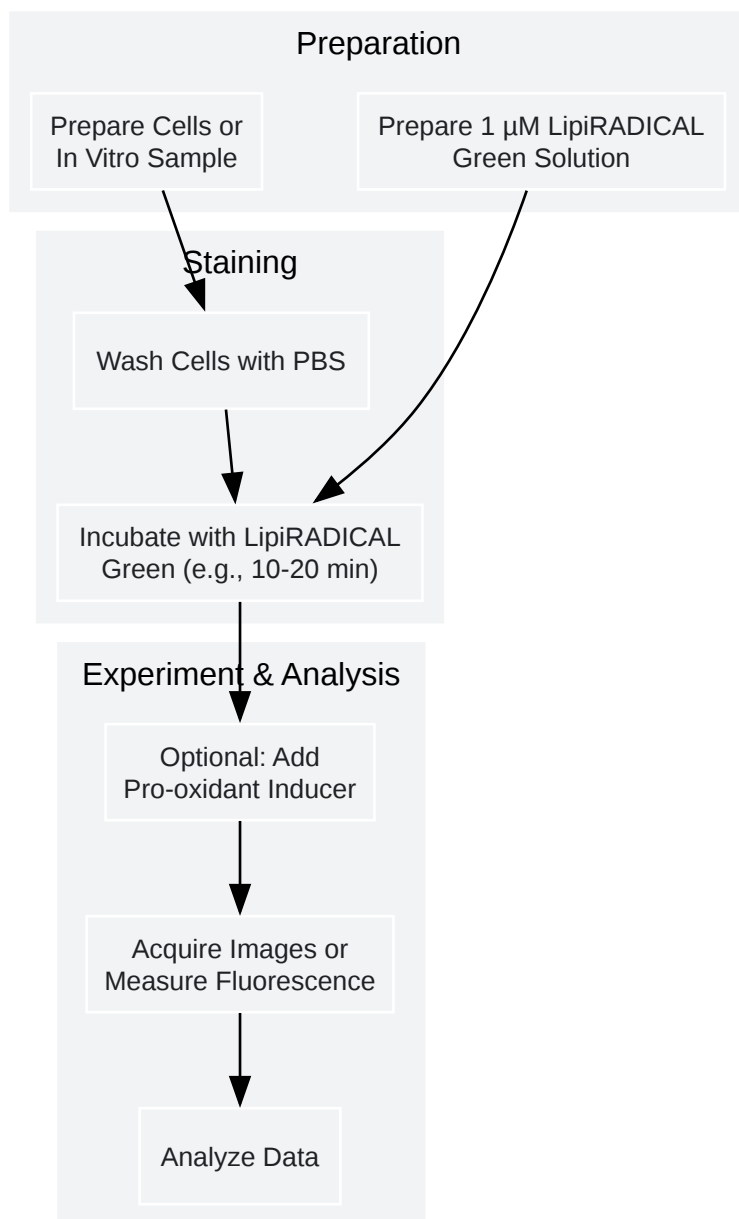 Preparation
Prepare Cells or
In Vitro Sample
Prepare 1 µM LipiRADICAL
Green Solution
Staining
Wash Cells with PBS
Incubate with LipiRADICAL
Green (e.g., 10-20 min)
Experiment & Analysis
Optional: Add
Pro-oxidant Inducer
Acquire Images or
Measure Fluorescence
Analyze Data